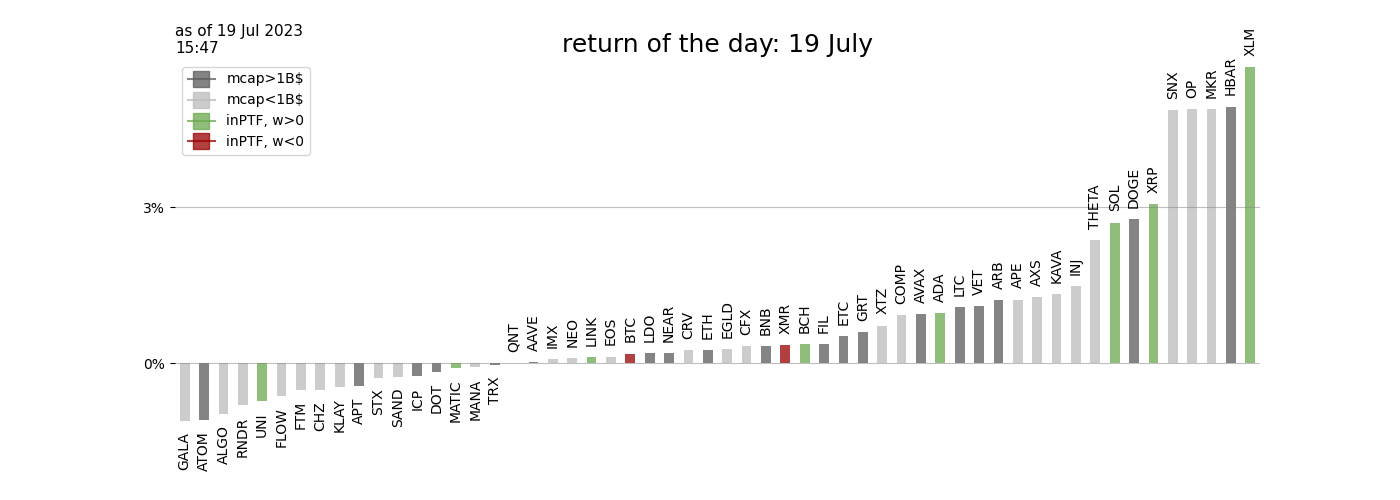 as of 19 Jul 2023
15:47
return of the day: 19 July
mcap>1B$
mcap<1B$
inPTF, w>0
inPTF, w<0
3%
0%
GALA
ATOM
ALGO
RNDR
UNI
FLOW
FTM
CHZ
KLAY
APT
STX
SAND
ICP
DOT
MATIC
MANA
TRX
QNT
AAVE
IMX
NEO
LINK
EOS
BTC
LDO
NEAR
CRV
ETH
EGLD
CFX
BNB
XMR
BCH
FIL
ETC
GRT
XTZ
COMP
AVAX
ADA
LTC
VET
ARB
APE
AXS
KAVA
INJ
THETA
SOL
DOGE
XRP
SNX
OP
MKR
HBAR
XLM